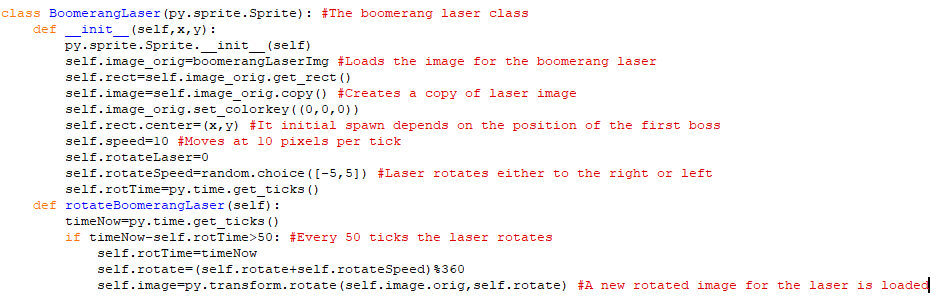 class BoomerangLaser(py.sprite.Sprite): #The boomerang laser class
    def __init__(self,x,y):
        py.sprite.Sprite.__init__(self)
        self.image_orig=boomerangLaserImg #Loads the image for the boomerang laser
        self.rect=self.image_orig.get_rect()
        self.image=self.image_orig.copy() #Creates a copy of laser image
        self.image_orig.set_colorkey((0,0,0))
        self.rect.center=(x,y) #It initial spawn depends on the position of the first boss
        self.speed=10 #Moves at 10 pixels per tick
        self.rotateLaser=0
        self.rotateSpeed=random.choice([-5,5]) #Laser rotates either to the right or left
        self.rotTime=py.time.get_ticks()
    def rotateBoomerangLaser(self):
        timeNow=py.time.get_ticks()
        if timeNow-self.rotTime>50: #Every 50 ticks the laser rotates
            self.rotTime=timeNow
            self.rotate=(self.rotate+self.rotateSpeed)%360
            self.image=py.transform.rotate(self.image.orig,self.rotate) #A new rotated image for the laser is loaded